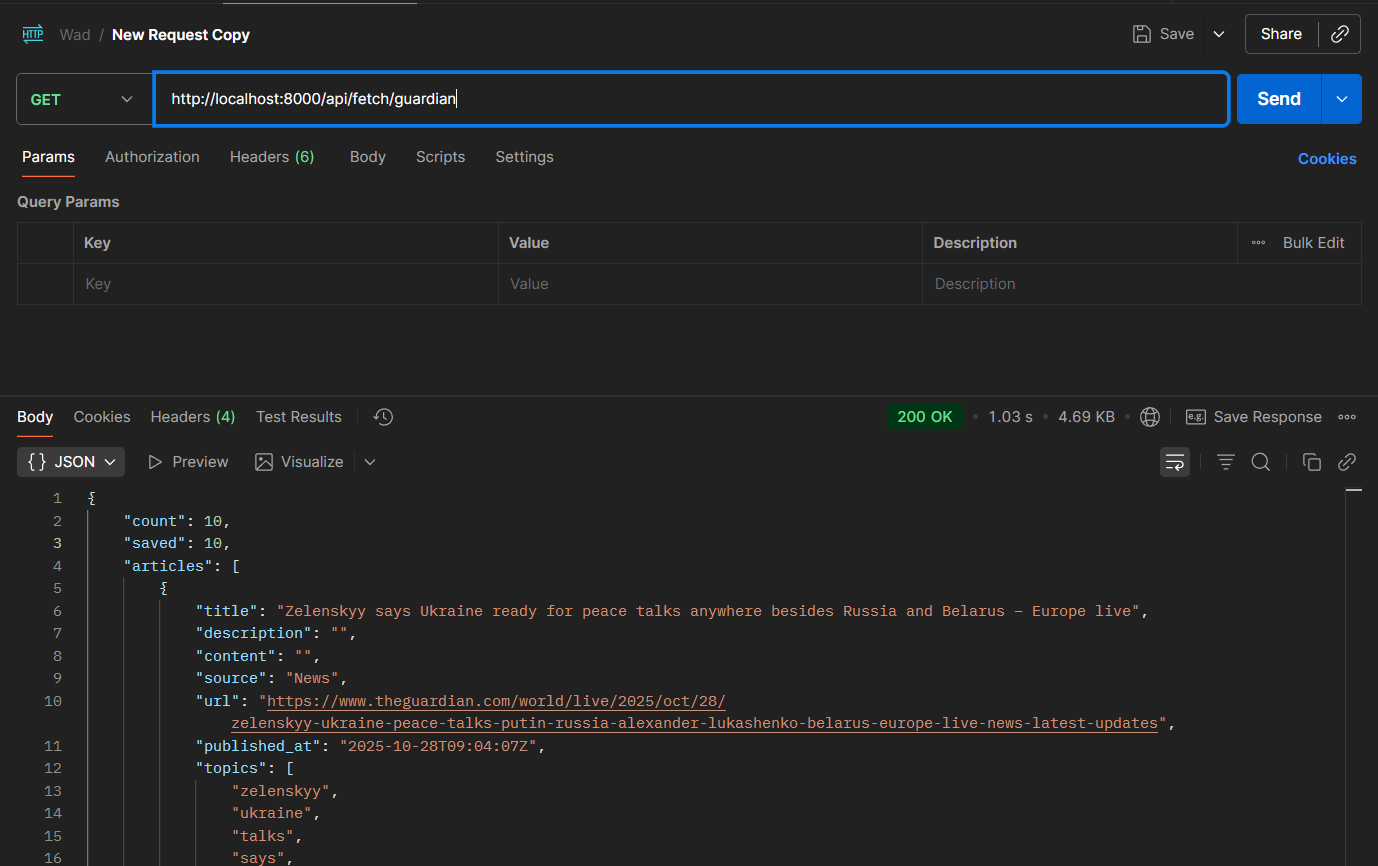 HTTP Wad / New Request Copy Save Share
GET http://localhost:8000/api/fetch/guardian Send
Params Authorization Headers (6) Body Scripts Settings Cookies
Query Params
Key Value Description Bulk Edit
Key Value Description
Body Cookies Headers (4) Test Results 200 OK • 1.03 s • 4.69 KB • e.g. Save Response
{} JSON Preview Visualize
1 {
2 "count": 10,
3 "saved": 10,
4 "articles": [
5 {
6 "title": "Zelenskyy says Ukraine ready for peace talks anywhere besides Russia and Belarus – Europe live",
7 "description": "",
8 "content": "",
9 "source": "News",
10 "url": "https://www.theguardian.com/world/live/2025/oct/28/
zelenskyy-ukraine-peace-talks-putin-russia-alexander-lukashenko-belarus-europe-live-news-latest-updates",
11 "published_at": "2025-10-28T09:04:07Z",
12 "topics": [
13 "zelenskyy",
14 "ukraine",
15 "talks",
16 "says",